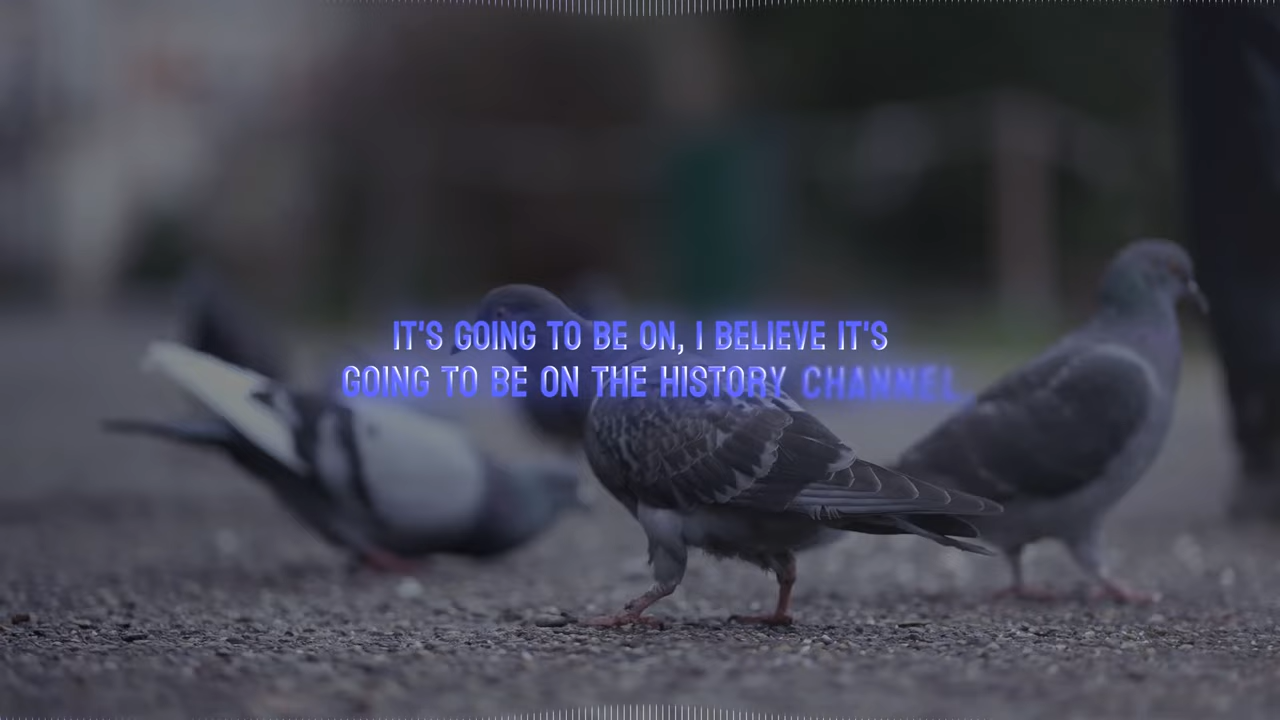 IT'S GOING TO BE ON, I BELIEVE IT'S
GOING TO BE ON THE HISTORY CHANNEL.